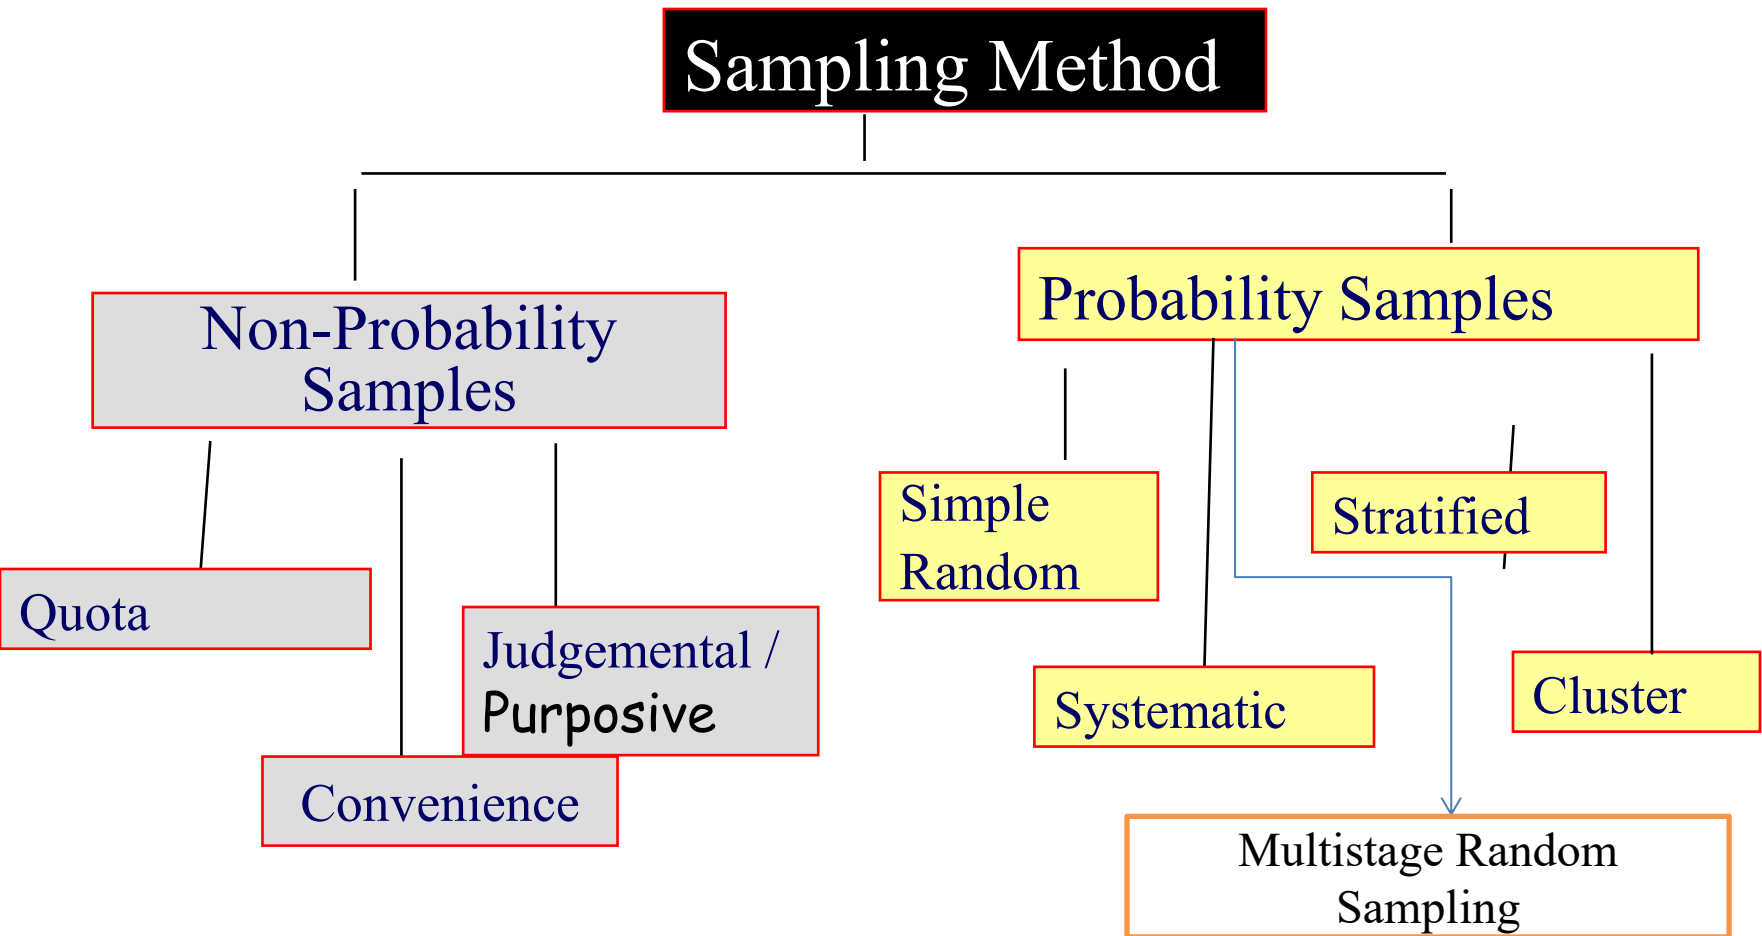 Sampling Method
Non-Probability
Samples
Probability Samples
Quota
Judgemental /
Purposive
Convenience
Simple
Random
Stratified
Systematic
Cluster
Multistage Random
Sampling